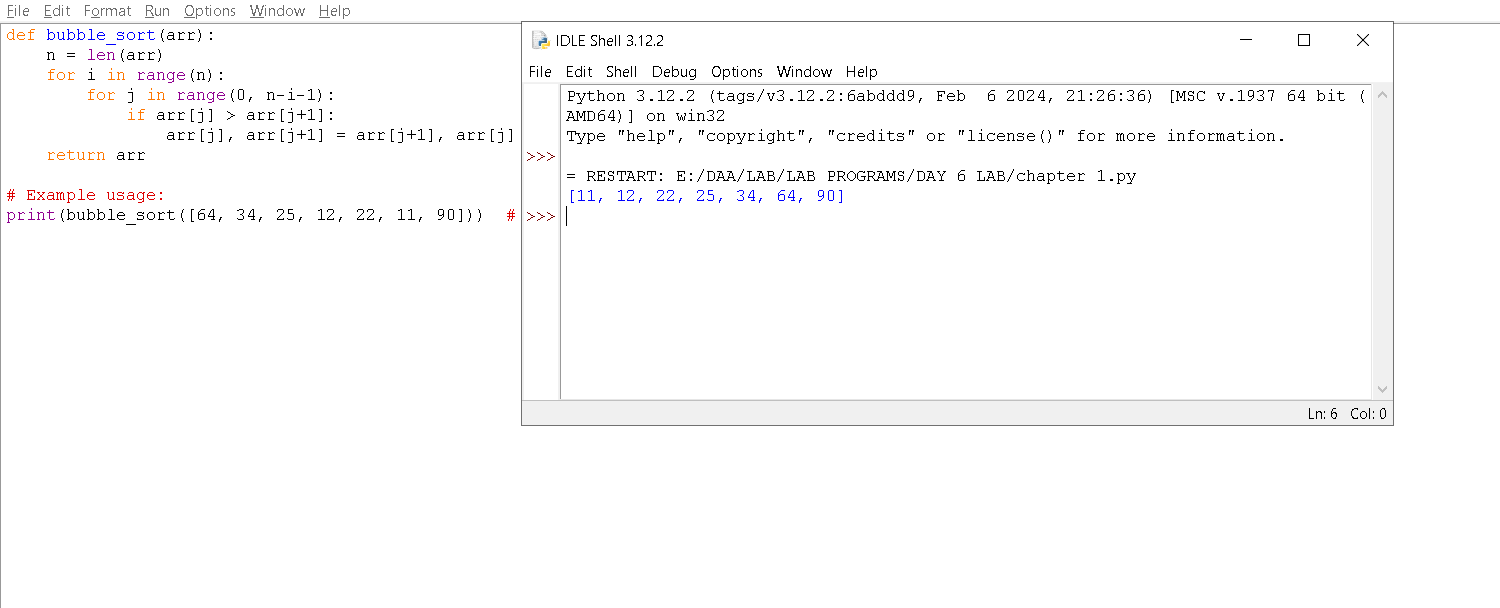 File Edit Format Run Options Window Help
def bubble_sort(arr):
    n = len(arr)
    for i in range(n):
        for j in range(0, n-i-1):
            if arr[j] > arr[j+1]:
                arr[j], arr[j+1] = arr[j+1], arr[j]
    return arr
# Example usage:
print(bubble_sort([64, 34, 25, 12, 22, 11, 90]))  #
IDLE Shell 3.12.2
File Edit Shell Debug Options Window Help
Python 3.12.2 (tags/v3.12.2:6abddd9, Feb  6 2024, 21:26:36) [MSC v.1937 64 bit (
AMD64)] on win32
Type "help", "copyright", "credits" or "license()" for more information.
>>>
= RESTART: E:/DAA/LAB/LAB PROGRAMS/DAY 6 LAB/chapter 1.py
[11, 12, 22, 25, 34, 64, 90]
>>>
Ln: 6 Col: 0